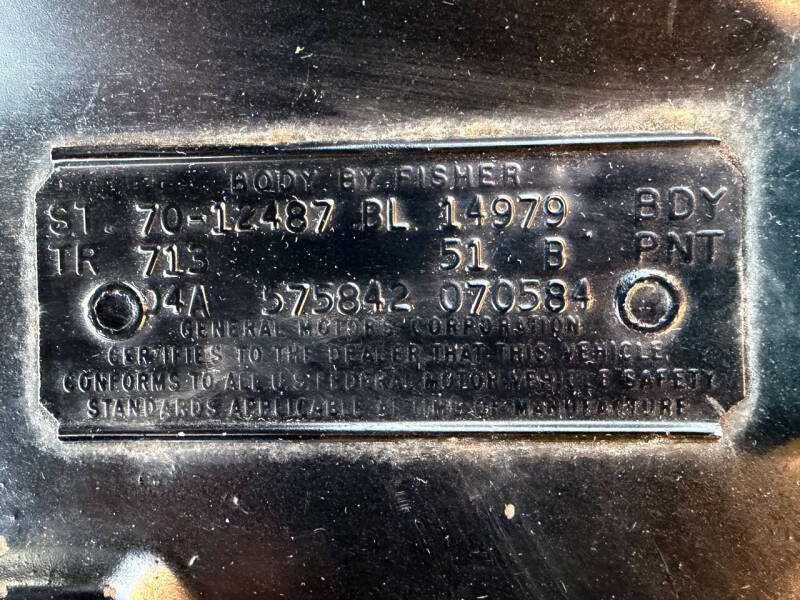 BODY BY FISHER
ST. 70-12487 BL 14979 BDY
TR 713 51 B PNT
04A 575842 070584
GENERAL MOTORS CORPORATION
CERTIFIES TO THE DEALER THAT THIS VEHICLE
CONFORMS TO ALL U.S. FEDERAL MOTOR VEHICLE SAFETY
STANDARDS APPLICABLE AT TIME OF MANUFACTURE